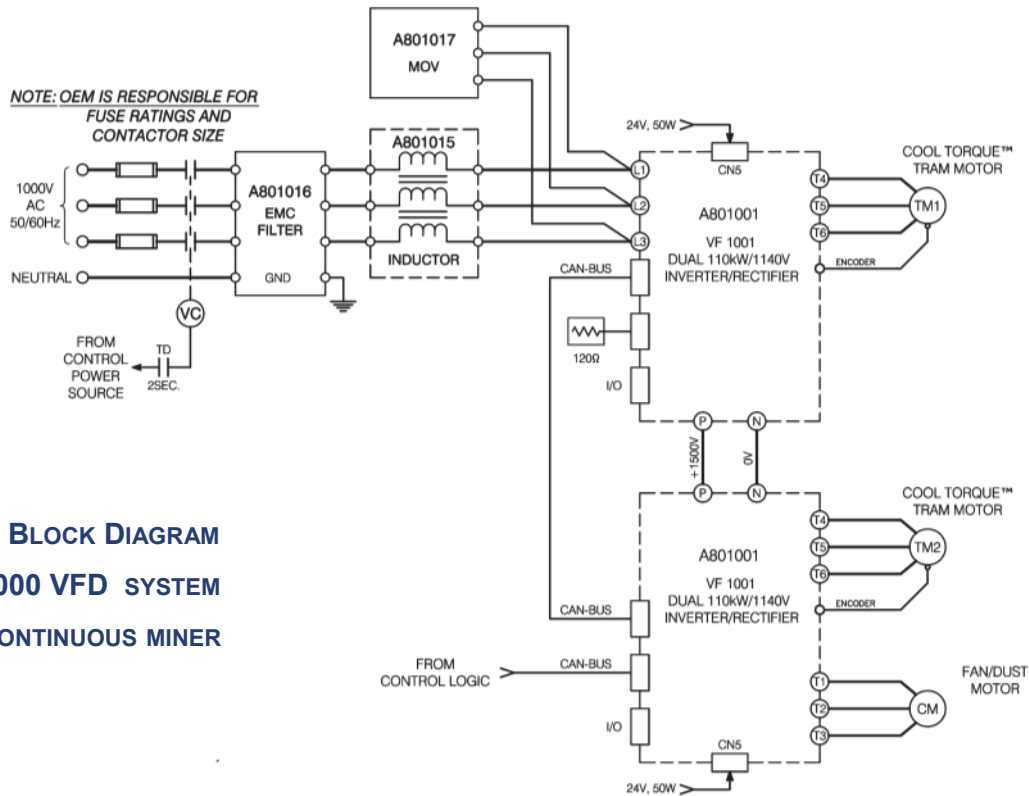 A801017
MOV
NOTE: OEM IS RESPONSIBLE FOR
FUSE RATINGS AND
CONTACTOR SIZE
1000V
AC
50/60Hz
NEUTRAL
A801016
EMC
FILTER
GND
A801015
INDUCTOR
VC
FROM
CONTROL
POWER
SOURCE
TD
2SEC.
24V, 50W
CN5
L1
L2
L3
A801001
VF 1001
DUAL 110kW/1140V
INVERTER/RECTIFIER
CAN-BUS
120Ω
I/O
T4
T5
T6
COOL TORQUE™
TRAM MOTOR
TM1
ENCODER
P
N
+1500V
0V
P
N
BLOCK DIAGRAM
000 VFD SYSTEM
ONTINUOUS MINER
A801001
VF 1001
DUAL 110kW/1140V
INVERTER/RECTIFIER
CAN-BUS
FROM
CONTROL LOGIC
CAN-BUS
I/O
CN5
24V, 50W
T4
T5
T6
COOL TORQUE™
TRAM MOTOR
TM2
ENCODER
T1
T2
T3
FAN/DUST
MOTOR
CM